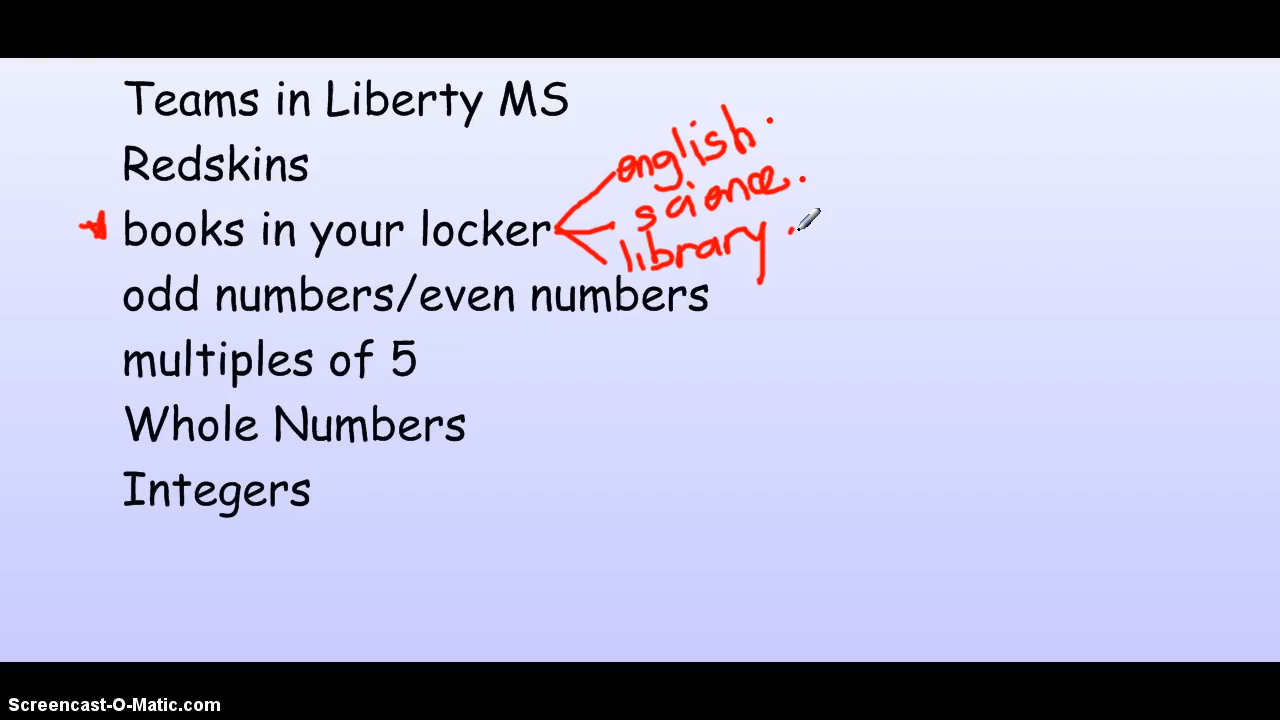 Teams in Liberty MS
Redskins
english
science
books in your locker
library
odd numbers/even numbers
multiples of 5
Whole Numbers
Integers
Screencast-O-Matic.com